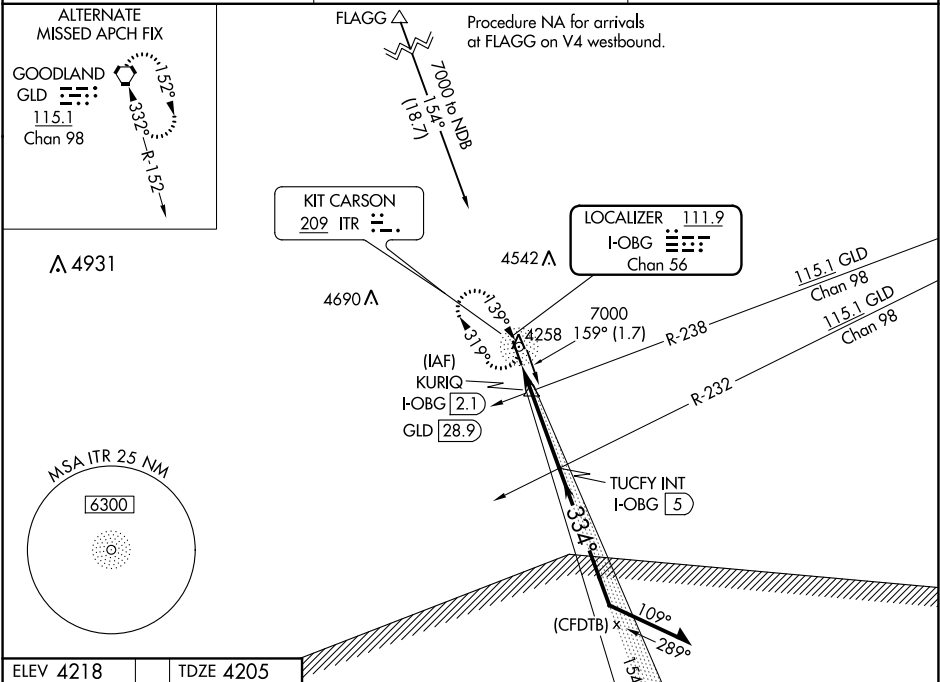 ALTERNATE
MISSED APCH FIX
GOODLAND
GLD
115.1
Chan 98
152°
332°
R-152
FLAGG
Procedure NA for arrivals
at FLAGG on V4 westbound.
7000 to NDB
154°
(18.7)
KIT CARSON
209 ITR
LOCALIZER 111.9
I-OBG
Chan 56
4931
4542
4690
4258
139°
319°
7000
159° (1.7)
115.1 GLD
Chan 98
R-238
115.1 GLD
Chan 98
R-232
(IAF)
KURIQ
I-OBG 2.1
GLD 28.9
TUCFY INT
I-OBG 5
MSA ITR 25 NM
6300
334°
109°
(CFDTB) x
289°
154
ELEV 4218
TDZE 4205